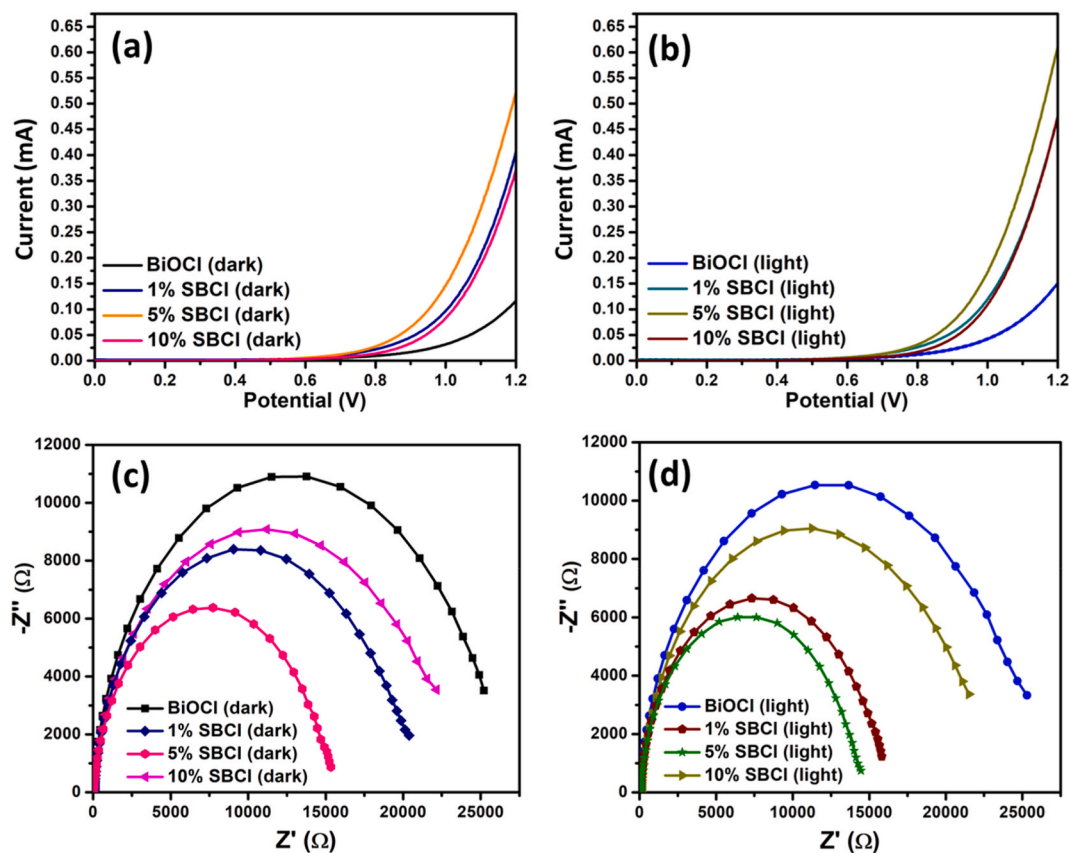 (a)
Current (mA)
0.65
0.60
0.55
0.50
0.45
0.40
0.35
0.30
0.25
0.20
0.15
0.10
0.05
0.00
BiOCl (dark)
1% SBCl (dark)
5% SBCl (dark)
10% SBCl (dark)
0.0 0.2 0.4 0.6 0.8 1.0 1.2
Potential (V)
(b)
Current (mA)
0.65
0.60
0.55
0.50
0.45
0.40
0.35
0.30
0.25
0.20
0.15
0.10
0.05
0.00
BiOCl (light)
1% SBCl (light)
5% SBCl (light)
10% SBCl (light)
0.0 0.2 0.4 0.6 0.8 1.0 1.2
Potential (V)
(c)
-Z'' (Ω)
12000
10000
8000
6000
4000
2000
0
BiOCl (dark)
1% SBCl (dark)
5% SBCl (dark)
10% SBCl (dark)
0 5000 10000 15000 20000 25000
Z' (Ω)
(d)
-Z'' (Ω)
12000
10000
8000
6000
4000
2000
0
BiOCl (light)
1% SBCl (light)
5% SBCl (light)
10% SBCl (light)
0 5000 10000 15000 20000 25000
Z' (Ω)